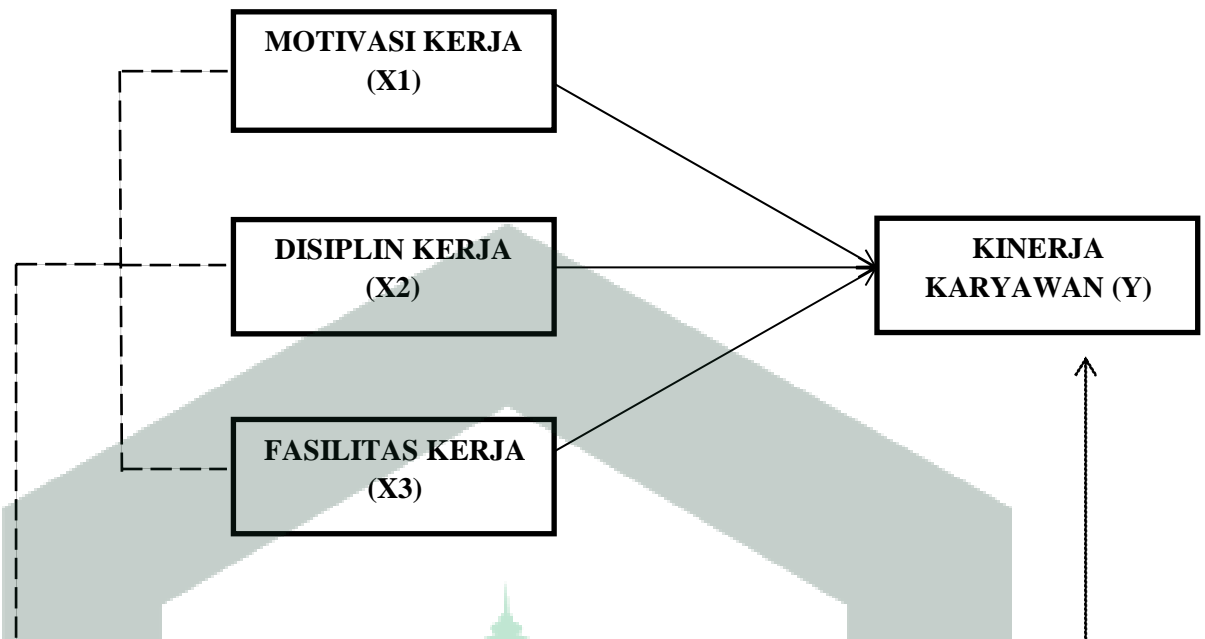 MOTIVASI KERJA
(X1)
DISIPLIN KERJA
(X2)
KINERJA
KARYAWAN (Y)
FASILITAS KERJA
(X3)